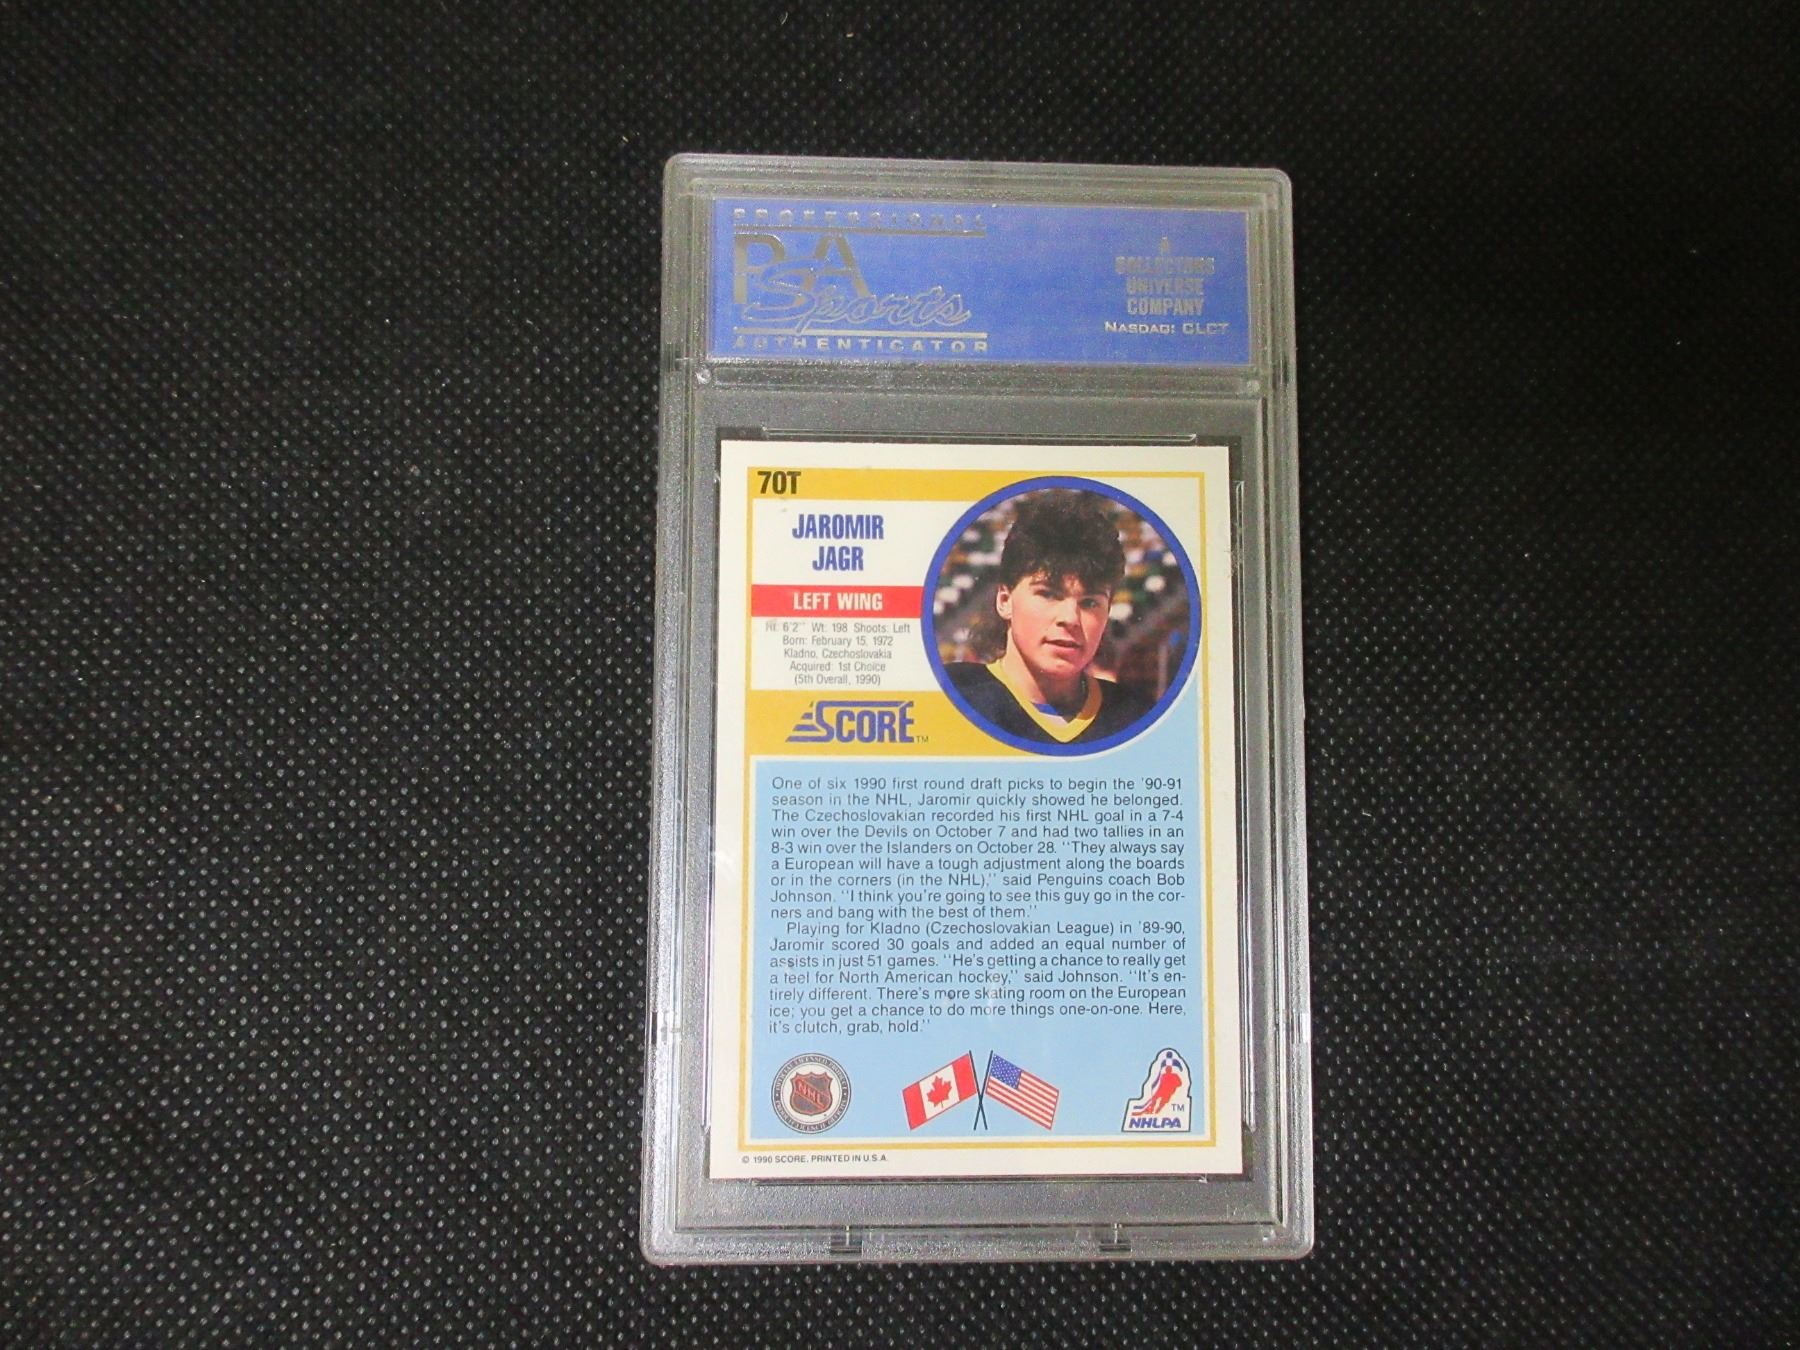 PROFESSIONAL
PSA
Sports
AUTHENTICATOR
A
COLLECTORS
UNIVERSE
COMPANY
NASDAQ: CLCT
70T
JAROMIR
JAGR
LEFT WING
Ht: 6'2" Wt: 198 Shoots: Left
Born: February 15, 1972
Kladno, Czechoslovakia
Acquired: 1st Choice
(5th Overall, 1990)
SCORE TM
One of six 1990 first round draft picks to begin the '90-91
season in the NHL, Jaromir quickly showed he belonged.
The Czechoslovakian recorded his first NHL goal in a 7-4
win over the Devils on October 7 and had two tallies in an
8-3 win over the Islanders on October 28. "They always say
a European will have a tough adjustment along the boards
or in the corners (in the NHL)," said Penguins coach Bob
Johnson. "I think you're going to see this guy go in the cor-
ners and bang with the best of them."
Playing for Kladno (Czechoslovakian League) in '89-90,
Jaromir scored 30 goals and added an equal number of
assists in just 51 games. "He's getting a chance to really get
a feel for North American hockey," said Johnson. "It's en-
tirely different. There's more skating room on the European
ice; you get a chance to do more things one-on-one. Here,
it's clutch, grab, hold."
NHL
TM
NHLPA
© 1990 SCORE. PRINTED IN U.S.A.